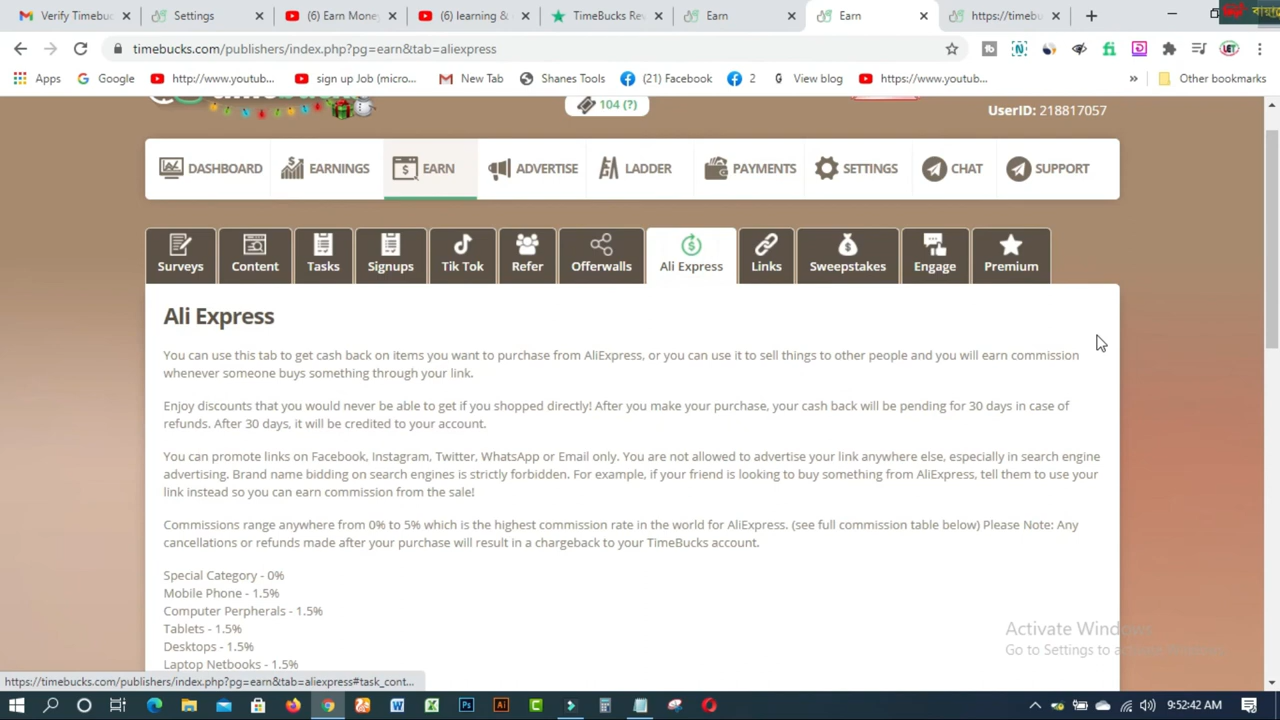 Verify Timebuc
Settings
(6) Earn Mone
(6) learning &
TimeBucks Re
Earn
Earn
https://timebu
timebucks.com/publishers/index.php?pg=earn&tab=aliexpress
Apps
Google
http://www.youtub...
sign up Job (micro...
New Tab
Shanes Tools
(21) Facebook
2
View blog
https://www.youtub...
»
Other bookmarks
104 (?)
UserID: 218817057
DASHBOARD
EARNINGS
EARN
ADVERTISE
LADDER
PAYMENTS
SETTINGS
CHAT
SUPPORT
Surveys
Content
Tasks
Signups
Tik Tok
Refer
Offerwalls
Ali Express
Links
Sweepstakes
Engage
Premium
Ali Express
You can use this tab to get cash back on items you want to purchase from AliExpress, or you can use it to sell things to other people and you will earn commission
whenever someone buys something through your link.
Enjoy discounts that you would never be able to get if you shopped directly! After you make your purchase, your cash back will be pending for 30 days in case of
refunds. After 30 days, it will be credited to your account.
You can promote links on Facebook, Instagram, Twitter, WhatsApp or Email only. You are not allowed to advertise your link anywhere else, especially in search engine
advertising. Brand name bidding on search engines is strictly forbidden. For example, if your friend is looking to buy something from AliExpress, tell them to use your
link instead so you can earn commission from the sale!
Commissions range anywhere from 0% to 5% which is the highest commission rate in the world for AliExpress. (see full commission table below) Please Note: Any
cancellations or refunds made after your purchase will result in a chargeback to your TimeBucks account.
Special Category - 0%
Mobile Phone - 1.5%
Computer Perpherals - 1.5%
Tablets - 1.5%
Desktops - 1.5%
Laptop Netbooks - 1.5%
Activate Windows
Go to Settings to activate Windows.
https://timebucks.com/publishers/index.php?pg=earn&tab=aliexpress#task_cont...
9:52:42 AM